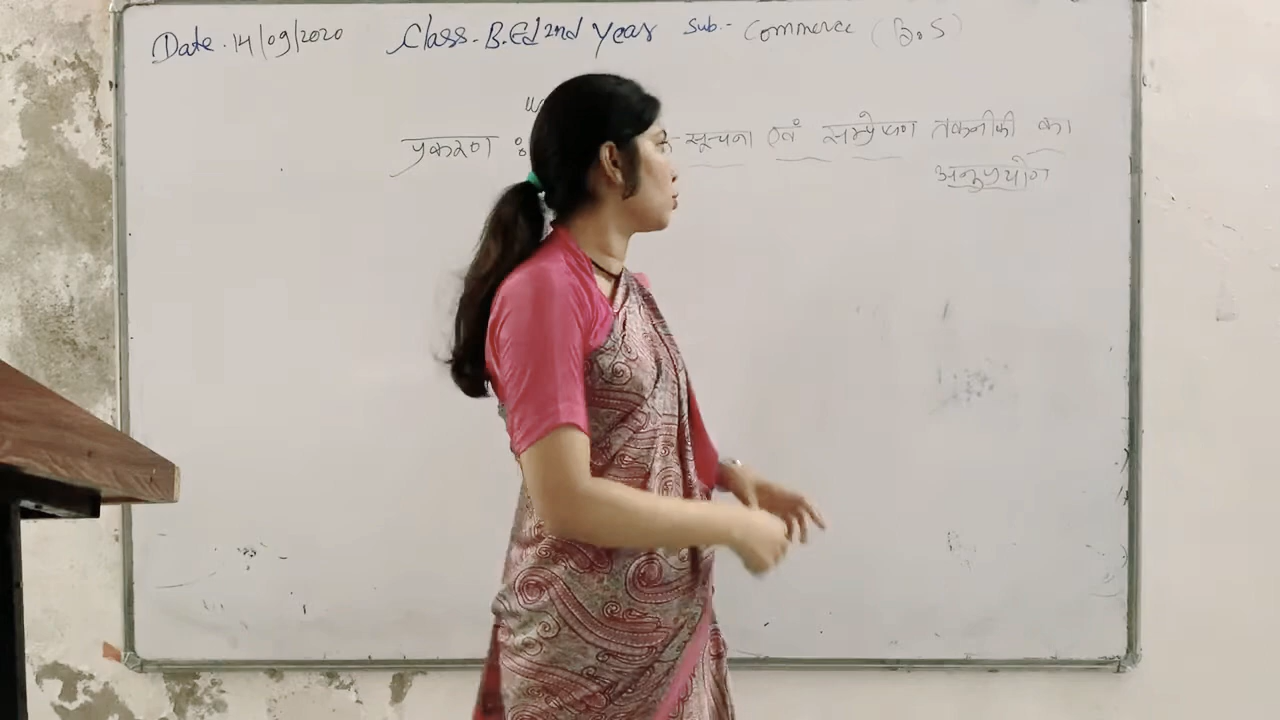 Date. 14/09/2020 Class- B.Ed 2nd Year Sub- Commerce (B.S)
प्रकरण : सूचना एवं सम्प्रेषण तकनीकी का
अनुप्रयोग